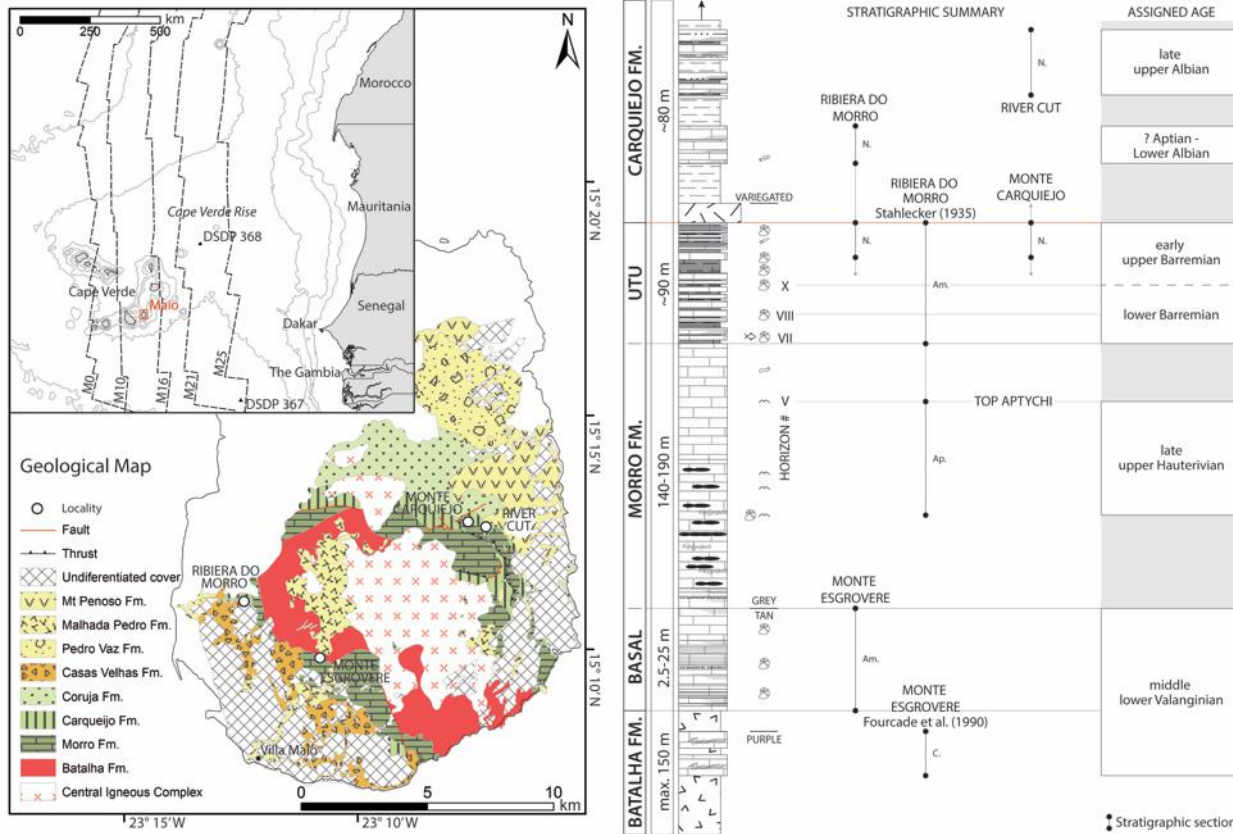 0 250 500 km
N
Morocco
Mauritania
Cape Verde Rise
DSDP 368
Cape Verde
Maio
Senegal
Dakar
The Gambia
M0
M10
M16
M21
M25
DSDP 367
15° 20'N
15° 15'N
15° 10'N
23° 15'W
23° 10'W
Geological Map
Locality
Fault
Thrust
Undiferentiated cover
Mt Penoso Fm.
Malhada Pedro Fm.
Pedro Vaz Fm.
Casas Velhas Fm.
Coruja Fm.
Carqueijo Fm.
Morro Fm.
Batalha Fm.
Central Igneous Complex
MONTE
CARQUIEJO
RIVER
CUT
RIBIERA DO
MORRO
MONTE
ESGROVERE
Villa Maio
0 5 10
km
STRATIGRAPHIC SUMMARY
ASSIGNED AGE
CARQUIEJO FM.
~80 m
UTU
~90 m
MORRO FM.
140-190 m
BASAL
2.5-25 m
BATALHA FM.
max. 150 m
VARIEGATED
X
VIII
VII
V
HORIZON #
GREY
TAN
PURPLE
RIBIERA DO
MORRO
N.
N.
RIBIERA DO
MORRO
Stahlecker (1935)
Am.
TOP APTYCHI
Ap.
N.
RIVER CUT
MONTE
CARQUIEJO
N.
MONTE
ESGROVERE
Am.
MONTE
ESGROVERE
Fourcade et al. (1990)
C.
late
upper Albian
? Aptian -
Lower Albian
early
upper Barremian
lower Barremian
late
upper Hauterivian
middle
lower Valanginian
Stratigraphic section